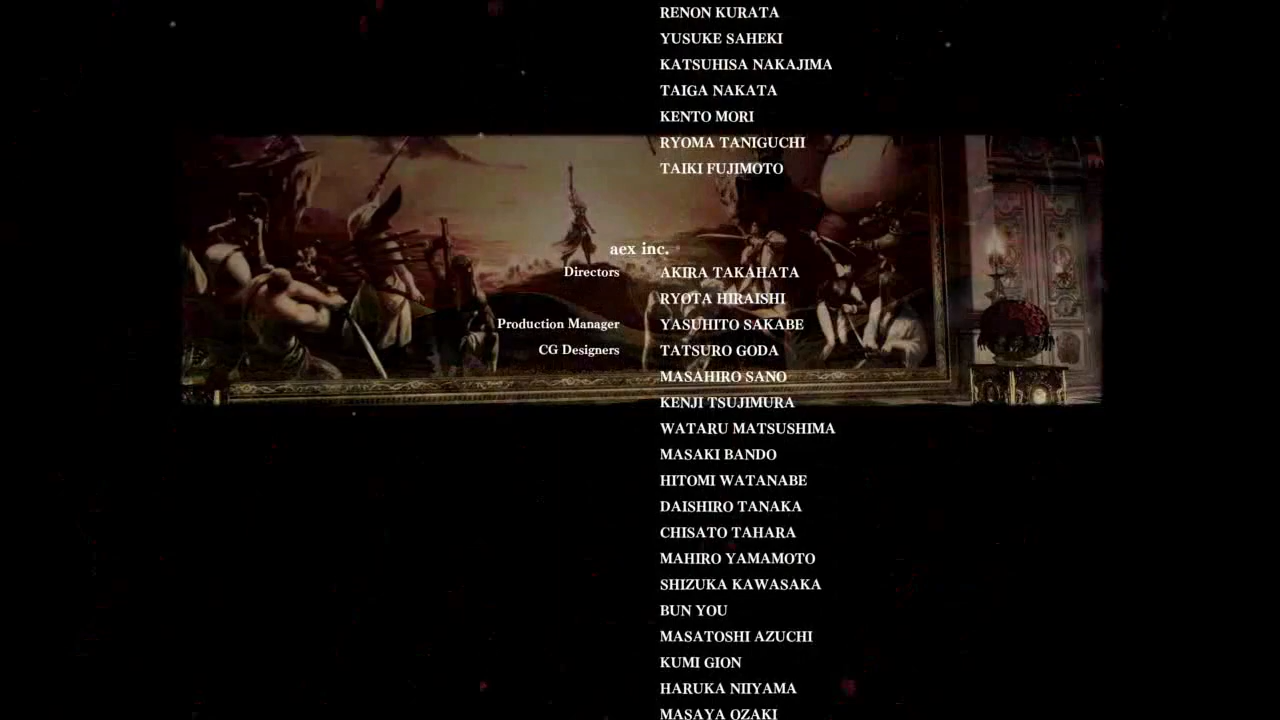 RENON KURATA
YUSUKE SAHEKI
KATSUHISA NAKAJIMA
TAIGA NAKATA
KENTO MORI
RYOMA TANIGUCHI
TAIKI FUJIMOTO
aex inc.
Directors AKIRA TAKAHATA
RYOTA HIRAISHI
Production Manager YASUHITO SAKABE
CG Designers TATSURO GODA
MASAHIRO SANO
KENJI TSUJIMURA
WATARU MATSUSHIMA
MASAKI BANDO
HITOMI WATANABE
DAISHIRO TANAKA
CHISATO TAHARA
MAHIRO YAMAMOTO
SHIZUKA KAWASAKA
BUN YOU
MASATOSHI AZUCHI
KUMI GION
HARUKA NIIYAMA
MASAYA OZAKI